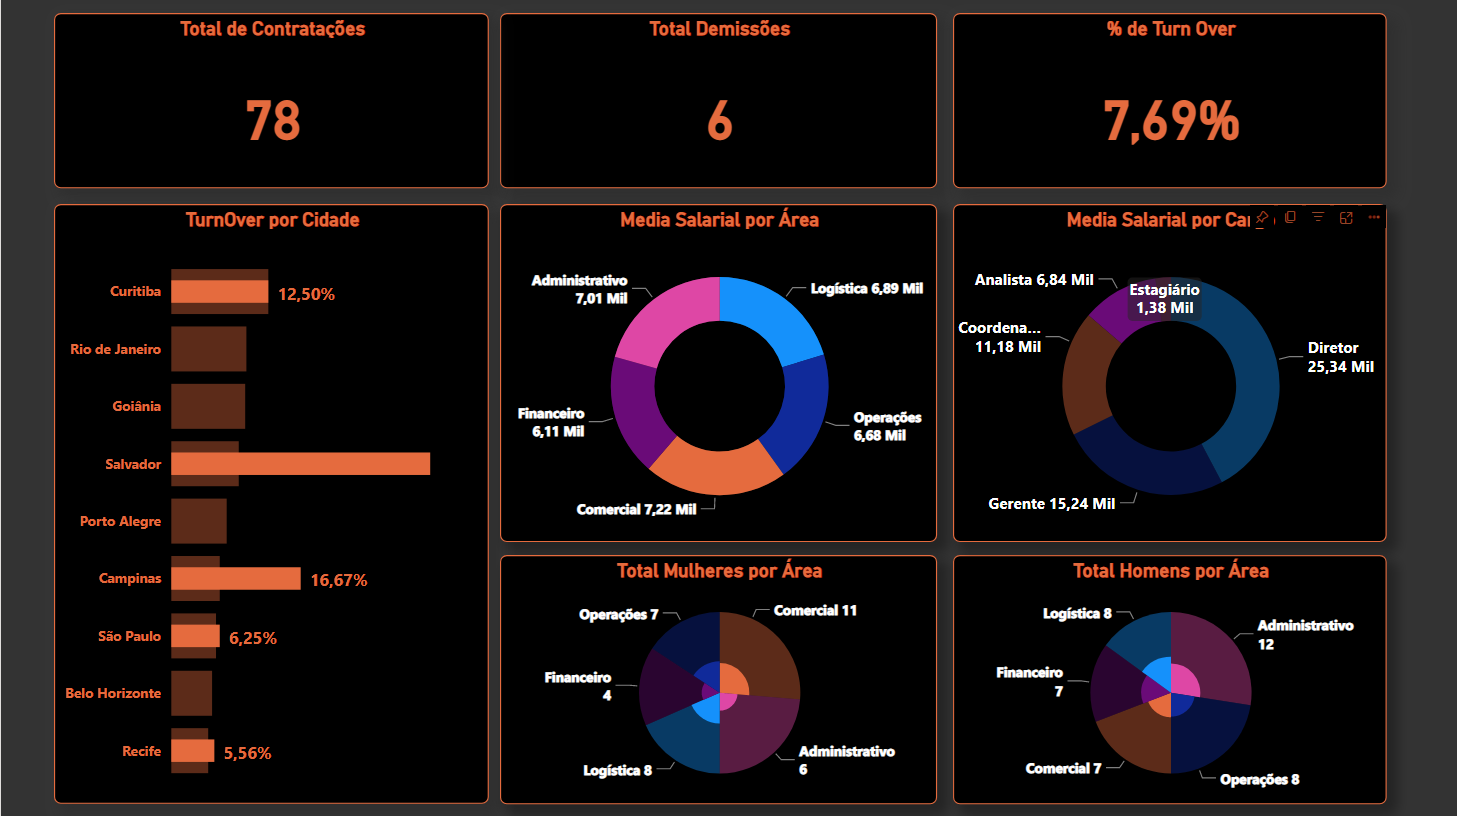 Total de Contratações
78
Total Demissões
6
% de Turn Over
7,69%
TurnOver por Cidade
Curitiba
12,50%
Rio de Janeiro
Goiânia
Salvador
Porto Alegre
Campinas
16,67%
São Paulo
6,25%
Belo Horizonte
Recife
5,56%
Media Salarial por Área
Administrativo
7,01 Mil
Logística 6,89 Mil
Financeiro
6,11 Mil
Operações
6,68 Mil
Comercial 7,22 Mil
Media Salarial por Car
Analista 6,84 Mil
Estagiário
1,38 Mil
Coordena...
11,18 Mil
Diretor
25,34 Mil
Gerente 15,24 Mil
Total Mulheres por Área
Operações 7
Comercial 11
Financeiro
4
Logística 8
Administrativo
6
Total Homens por Área
Logística 8
Administrativo
12
Financeiro
7
Comercial 7
Operações 8